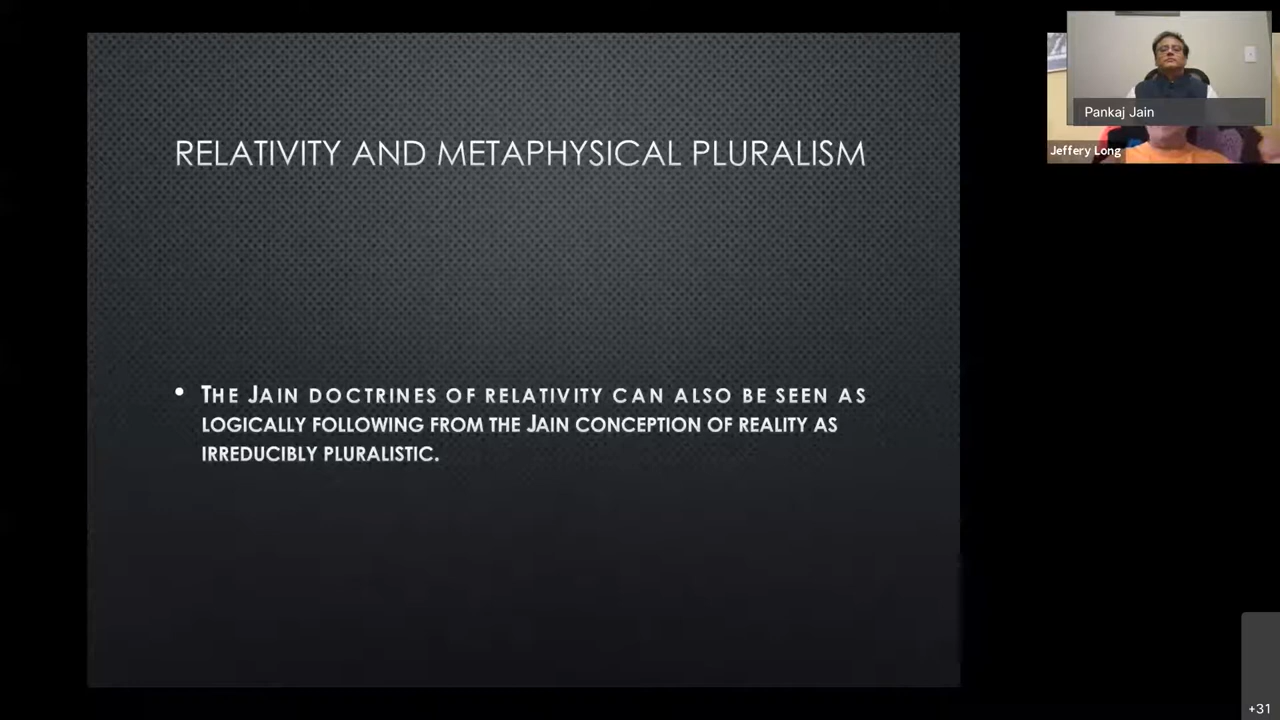 RELATIVITY AND METAPHYSICAL PLURALISM
• THE JAIN DOCTRINES OF RELATIVITY CAN ALSO BE SEEN AS
LOGICALLY FOLLOWING FROM THE JAIN CONCEPTION OF REALITY AS
IRREDUCIBLY PLURALISTIC.
Pankaj Jain
Jeffery Long
+31